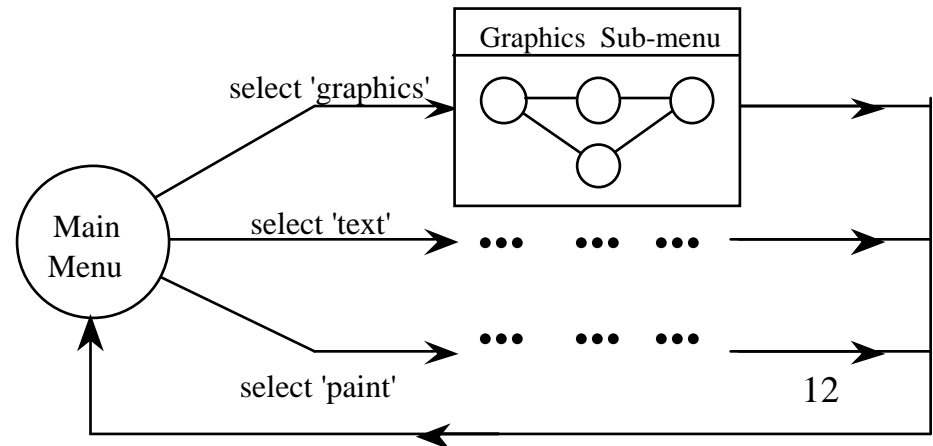 Graphics Sub-menu
select 'graphics'
Main
Menu
select 'text'
••• ••• •••
••• ••• •••
select 'paint'
12